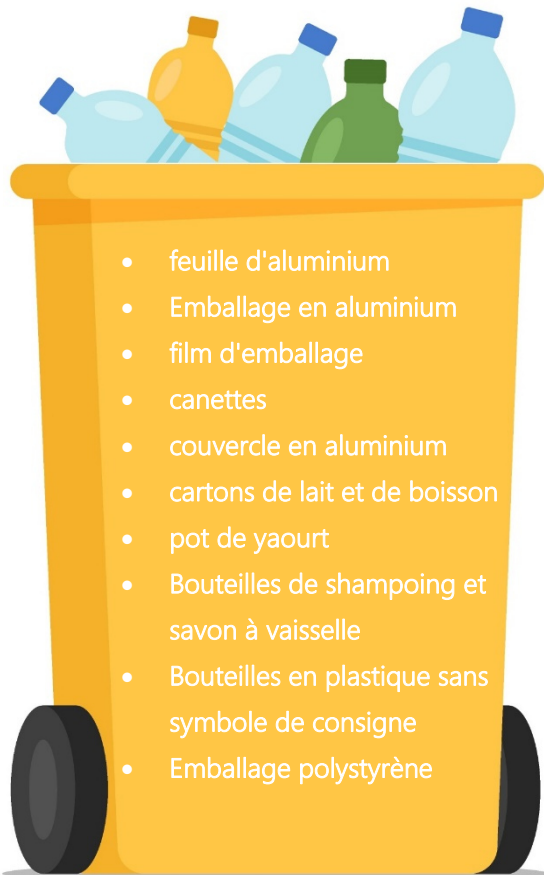 • feuille d'aluminium
• Emballage en aluminium
• film d'emballage
• canettes
• couvercle en aluminium
• cartons de lait et de boisson
• pot de yaourt
• Bouteilles de shampoing et
savon à vaisselle
• Bouteilles en plastique sans
symbole de consigne
• Emballage polystyrène